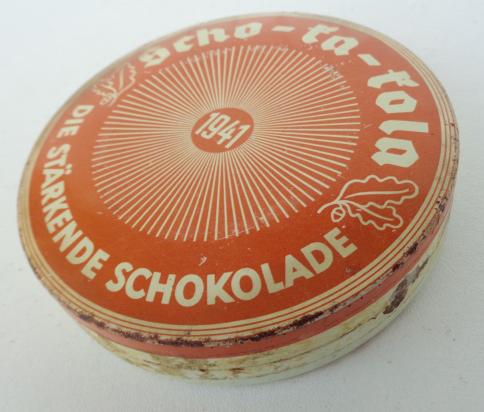 Scho-ka-kola
1941
DIE STÄRKENDE SCHOKOLADE